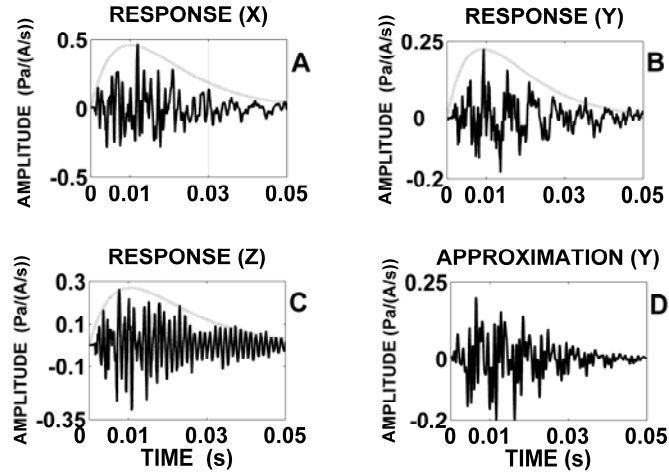 RESPONSE (X)
AMPLITUDE (Pa/(A/s))
0.5
0
-0.5
0 0.01 0.03 0.05
A
RESPONSE (Y)
AMPLITUDE (Pa/(A/s))
0.25
0
-0.2
0 0.01 0.03 0.05
B
RESPONSE (Z)
AMPLITUDE (Pa/(A/s))
0.3
0.1
-0.1
-0.35
0 0.01 0.03 0.05
TIME (s)
C
APPROXIMATION (Y)
AMPLITUDE (Pa/(A/s))
0.25
0
-0.2
0 0.01 0.03 0.05
TIME (s)
D